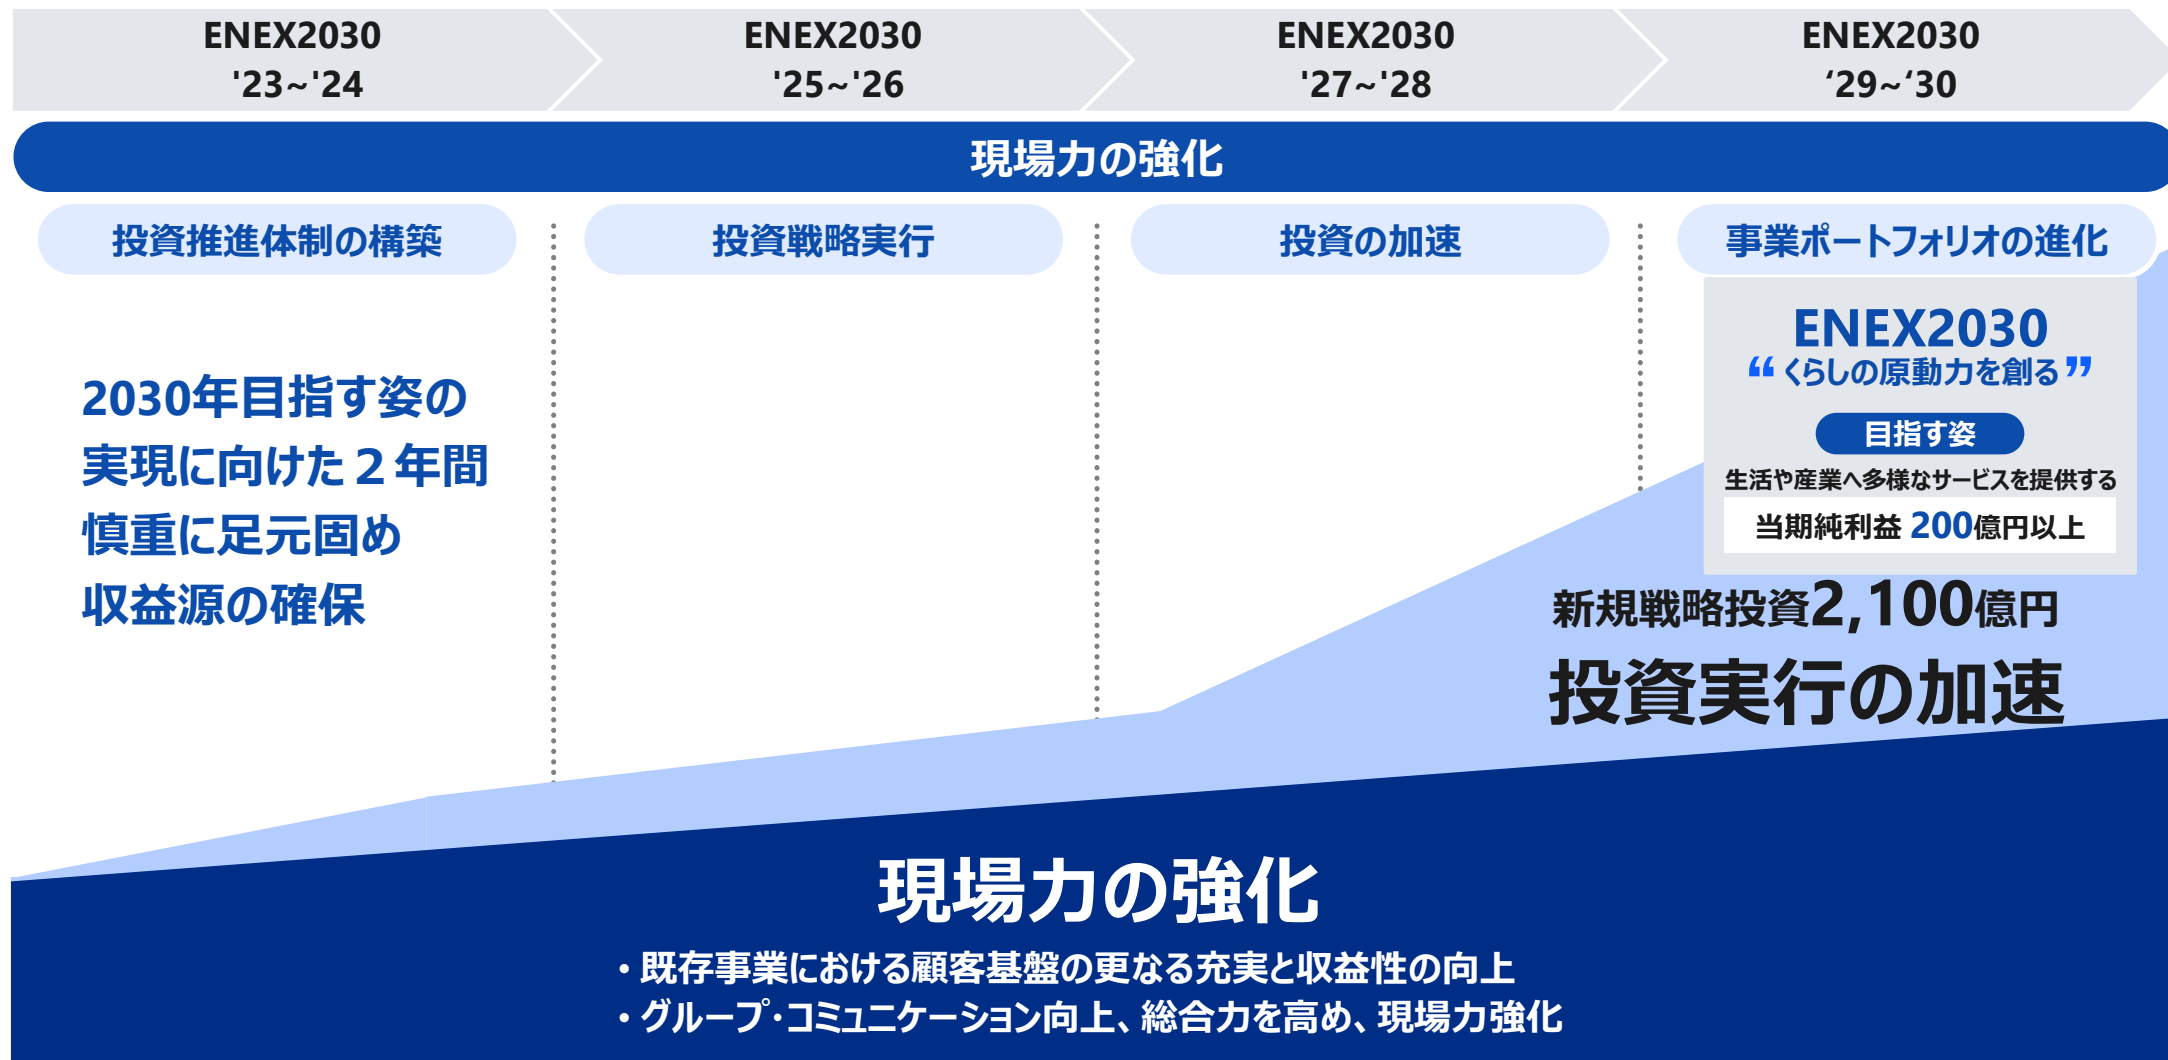 ENEX2030
'23~'24
ENEX2030
'25~'26
ENEX2030
'27~'28
ENEX2030
‘29~‘30
現場力の強化
投資推進体制の構築
投資戦略実行
投資の加速
事業ポートフォリオの進化
2030年目指す姿の
実現に向けた２年間
慎重に足元固め
収益源の確保
ENEX2030
“くらしの原動力を創る”
目指す姿
生活や産業へ多様なサービスを提供する
当期純利益 200億円以上
新規戦略投資2,100億円
投資実行の加速
現場力の強化
・既存事業における顧客基盤の更なる充実と収益性の向上
・グループ・コミュニケーション向上、総合力を高め、現場力強化